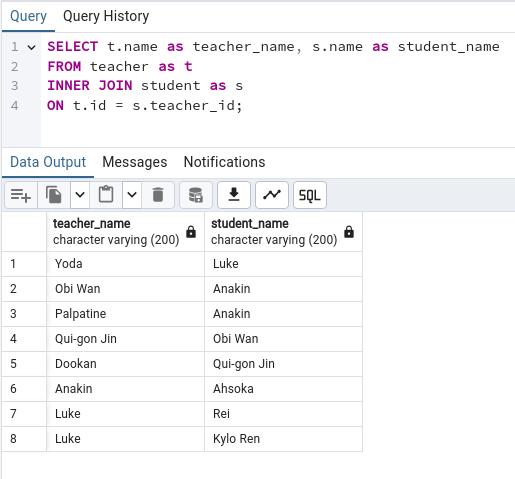 Query Query History
1 SELECT t.name as teacher_name, s.name as student_name
2 FROM teacher as t
3 INNER JOIN student as s
4 ON t.id = s.teacher_id;
Data Output Messages Notifications
SQL
teacher_name student_name
character varying (200) character varying (200)
1 Yoda Luke
2 Obi Wan Anakin
3 Palpatine Anakin
4 Qui-gon Jin Obi Wan
5 Dookan Qui-gon Jin
6 Anakin Ahsoka
7 Luke Rei
8 Luke Kylo Ren